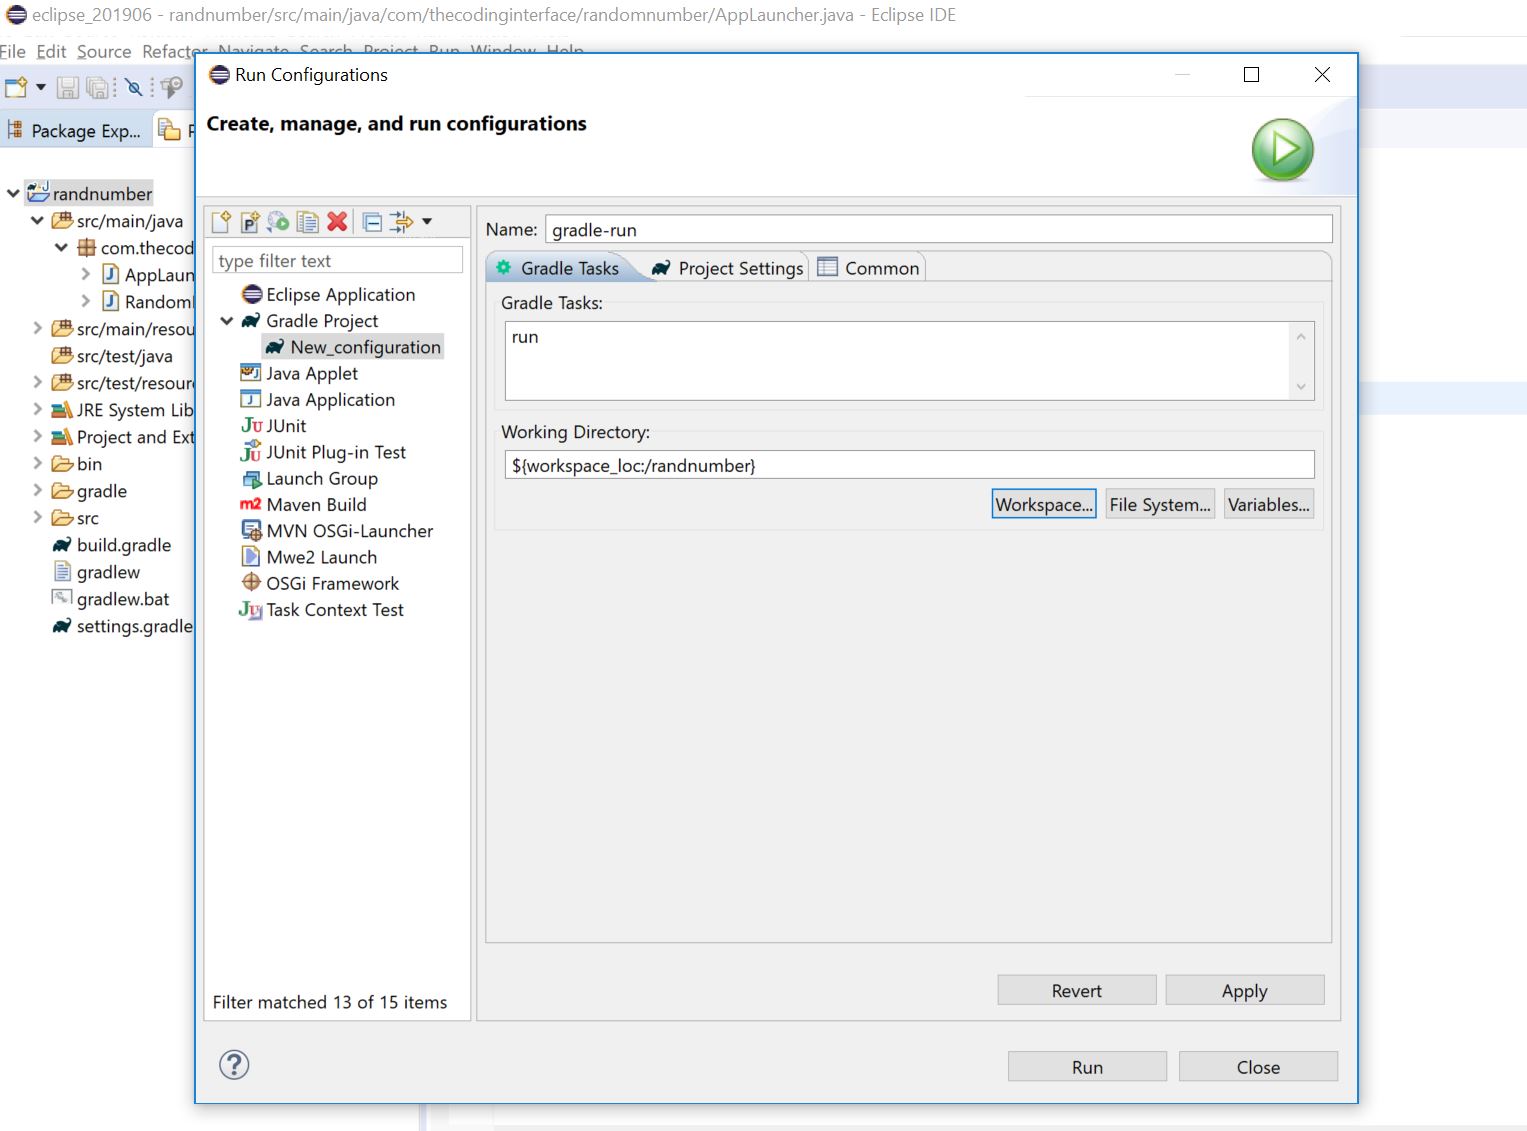 eclipse_201906 - randnumber/src/main/java/com/thecodinginterface/randomnumber/AppLauncher.java - Eclipse IDE
File Edit Source Refactor Navigate Search Project Run Window Help
Package Exp...
randnumber
src/main/java
com.thecod
AppLaun
Random
src/main/resou
src/test/java
src/test/resour
JRE System Lib
Project and Ext
bin
gradle
src
build.gradle
gradlew
gradlew.bat
settings.gradle
Run Configurations
Create, manage, and run configurations
type filter text
Eclipse Application
Gradle Project
New_configuration
Java Applet
Java Application
JUnit
JUnit Plug-in Test
Launch Group
m2 Maven Build
MVN OSGi-Launcher
Mwe2 Launch
OSGi Framework
Task Context Test
Filter matched 13 of 15 items
Name: gradle-run
Gradle Tasks Project Settings Common
Gradle Tasks:
run
Working Directory:
${workspace_loc:/randnumber}
Workspace... File System... Variables...
Revert Apply
Run Close